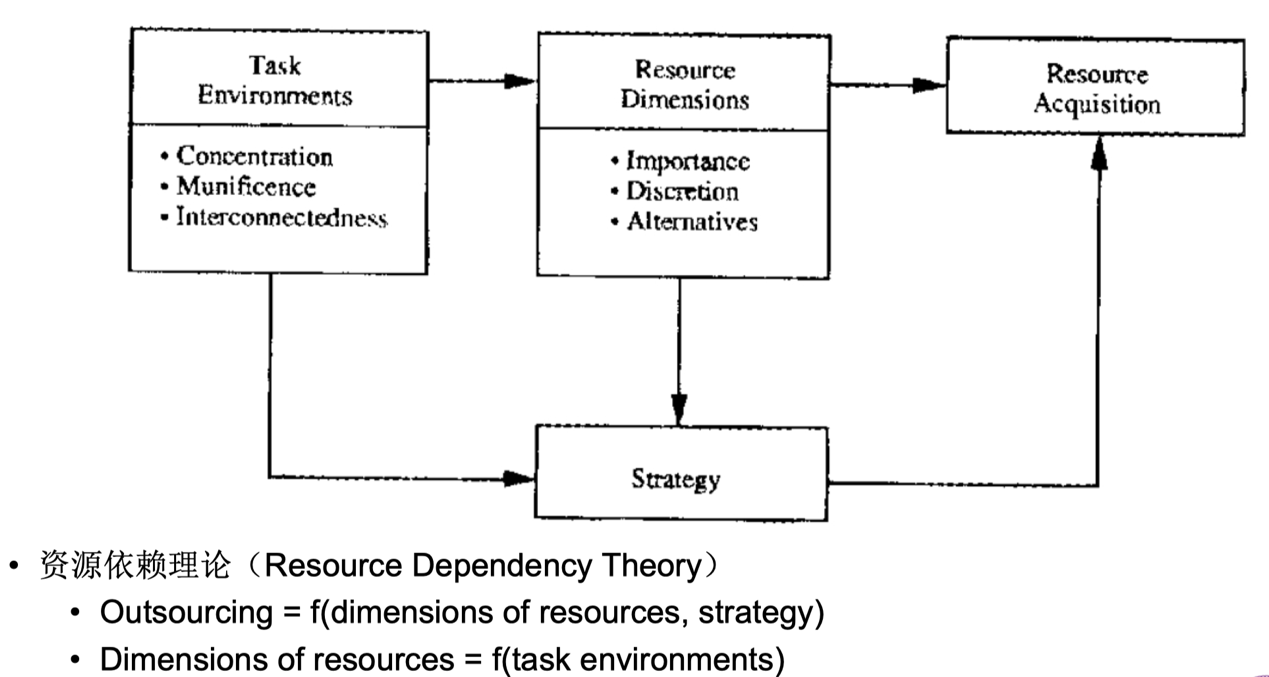 Task
Environments
• Concentration
• Munificence
• Interconnectedness
Resource
Dimensions
• Importance
• Discretion
• Alternatives
Resource
Acquisition
Strategy
• 资源依赖理论（Resource Dependency Theory）
• Outsourcing = f(dimensions of resources, strategy)
• Dimensions of resources = f(task environments)